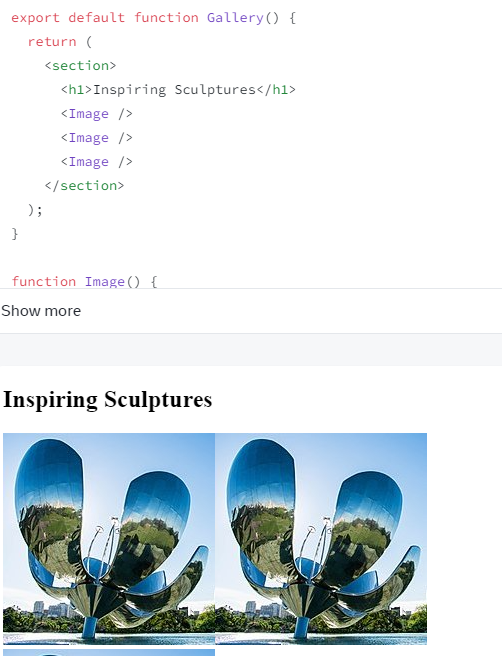 export default function Gallery() {
return (
<section>
<h1>Inspiring Sculptures</h1>
<Image />
<Image />
<Image />
</section>
);
}
function Image() {
Show more
Inspiring Sculptures